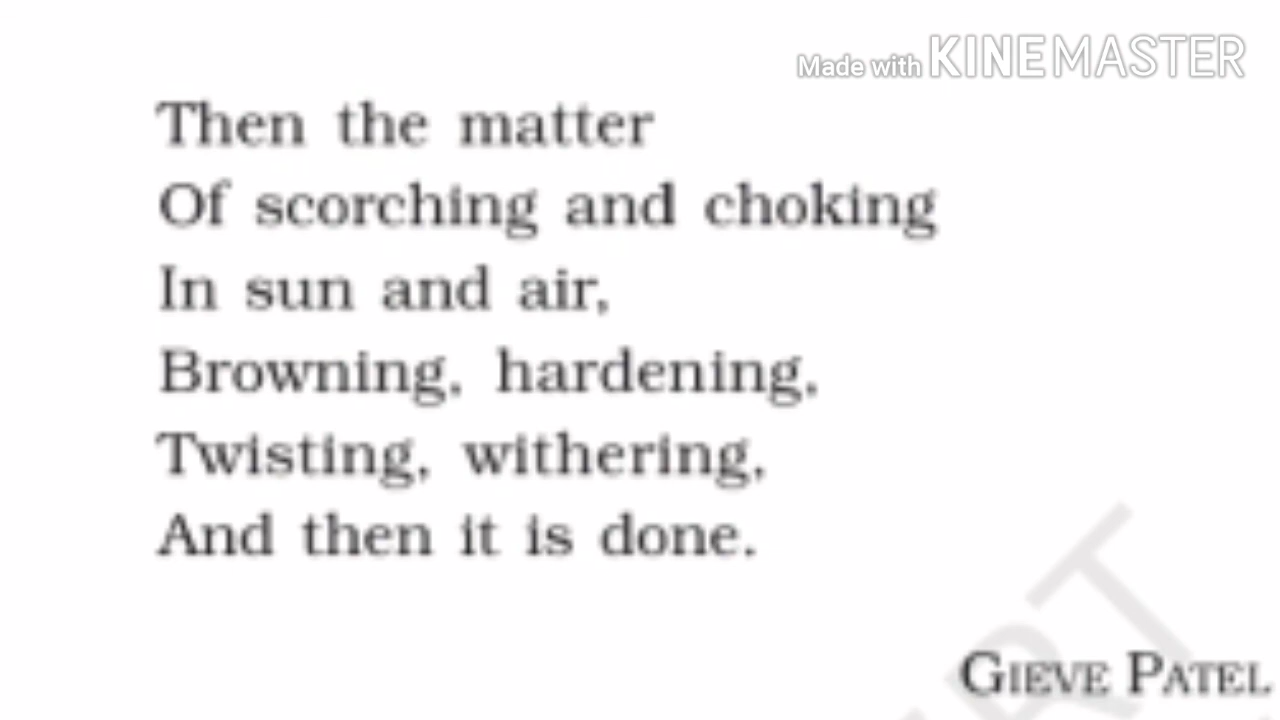 Made with KINEMASTER
Then the matter
Of scorching and choking
In sun and air,
Browning, hardening,
Twisting, withering,
And then it is done.
GIEVE PATEL